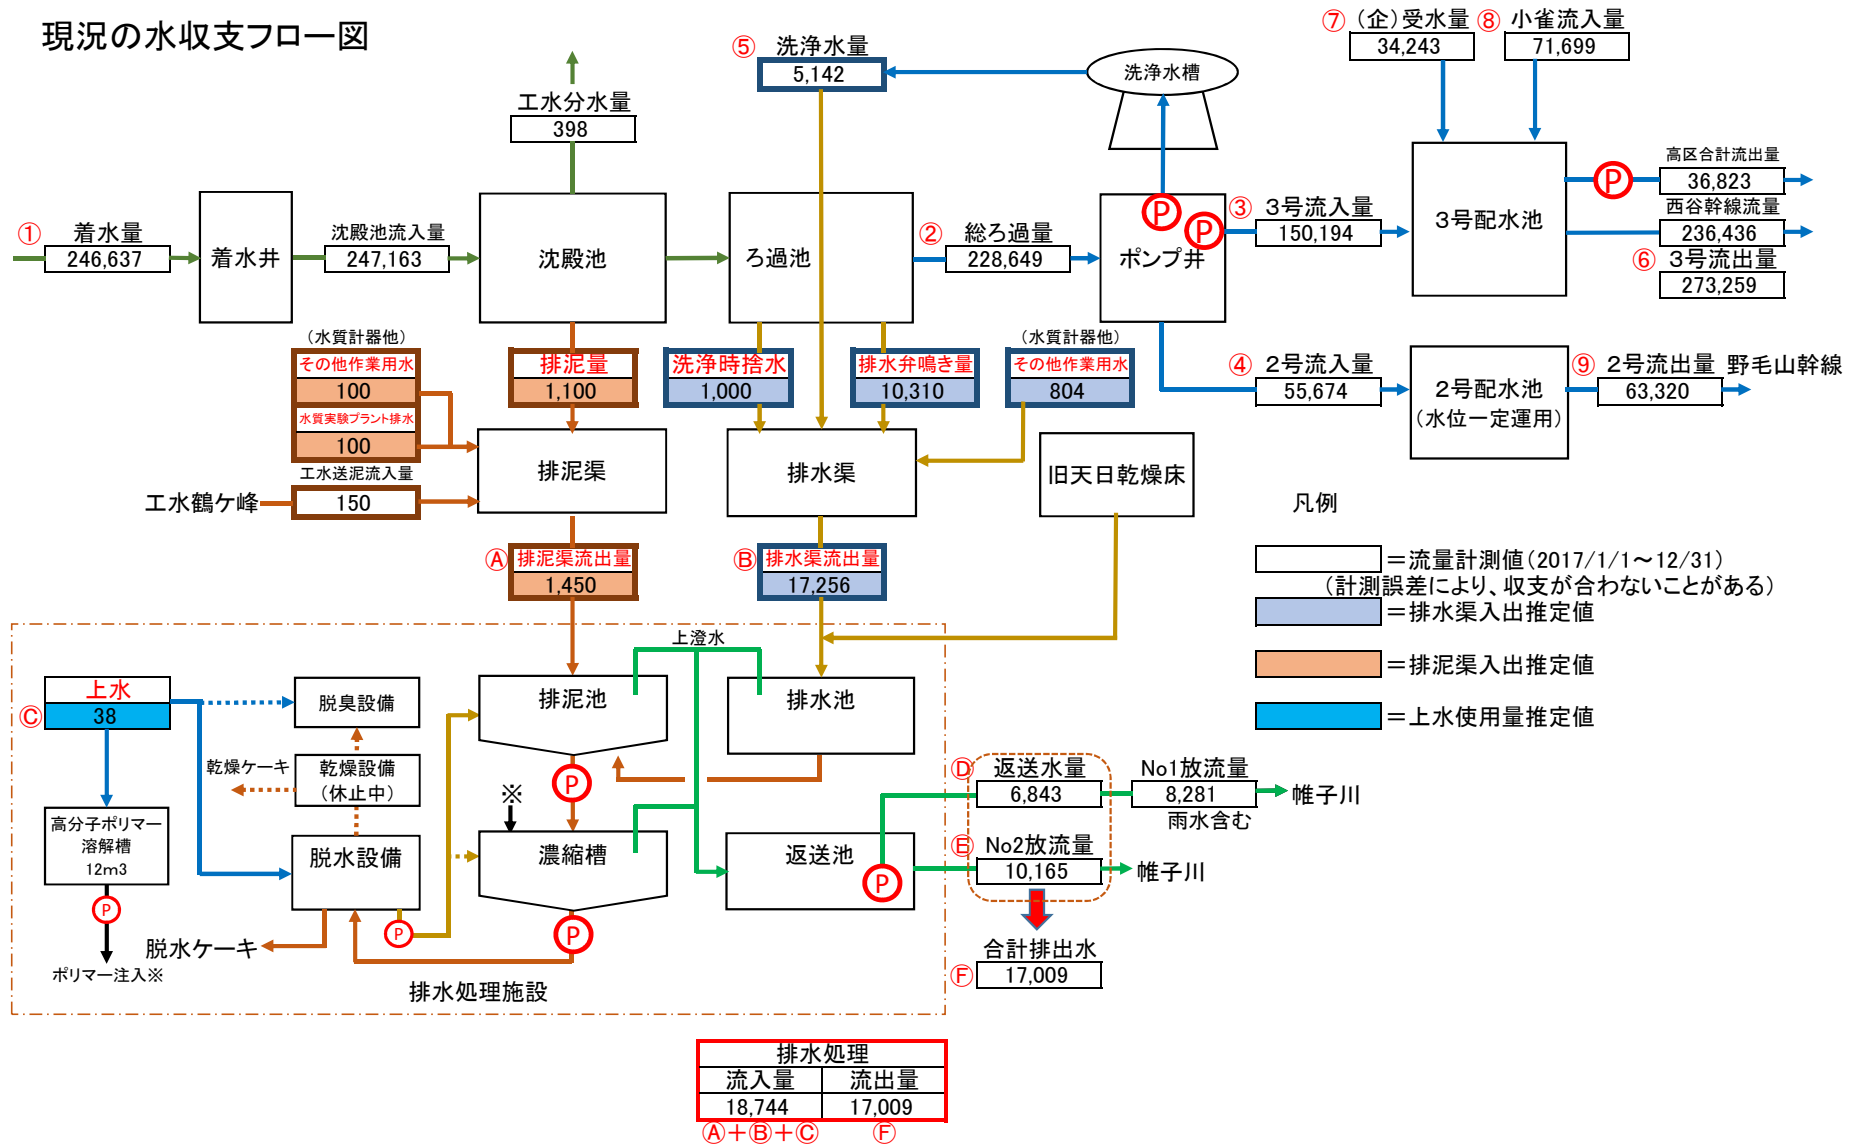 現況の水収支フロー図
⑦ (企)受水量
34,243
⑧ 小雀流入量
71,699
⑤ 洗浄水量
5,142
洗浄水槽
工水分水量
398
高区合計流出量
36,823
西谷幹線流量
236,436
⑥ 3号流出量
273,259
① 着水量
246,637
着水井
沈殿池流入量
247,163
沈殿池
ろ過池
② 総ろ過量
228,649
ポンプ井
P
P
③ 3号流入量
150,194
3号配水池
P
(水質計器他)
その他作業用水
100
水質実験プラント排水
100
工水送泥流入量
150
工水鶴ケ峰
排泥量
1,100
洗浄時捨水
1,000
排水弁鳴き量
10,310
(水質計器他)
その他作業用水
804
④ 2号流入量
55,674
2号配水池
(水位一定運用)
⑨ 2号流出量
63,320
野毛山幹線
排泥渠
排水渠
旧天日乾燥床
Ⓐ 排泥渠流出量
1,450
Ⓑ 排水渠流出量
17,256
凡例
=流量計測値(2017/1/1~12/31)
(計測誤差により、収支が合わないことがある)
=排水渠入出推定値
=排泥渠入出推定値
=上水使用量推定値
上澄水
上水
Ⓒ 38
脱臭設備
排泥池
排水池
乾燥ケーキ
乾燥設備
(休止中)
P
※
高分子ポリマー
溶解槽
12m3
脱水設備
濃縮槽
返送池
P
Ⓓ 返送水量
6,843
No1放流量
8,281
雨水含む
帷子川
Ⓔ No2放流量
10,165
帷子川
P
P
P
脱水ケーキ
ポリマー注入※
排水処理施設
合計排出水
Ⓕ 17,009
排水処理
流入量 流出量
18,744 17,009
Ⓐ+Ⓑ+Ⓒ Ⓕ